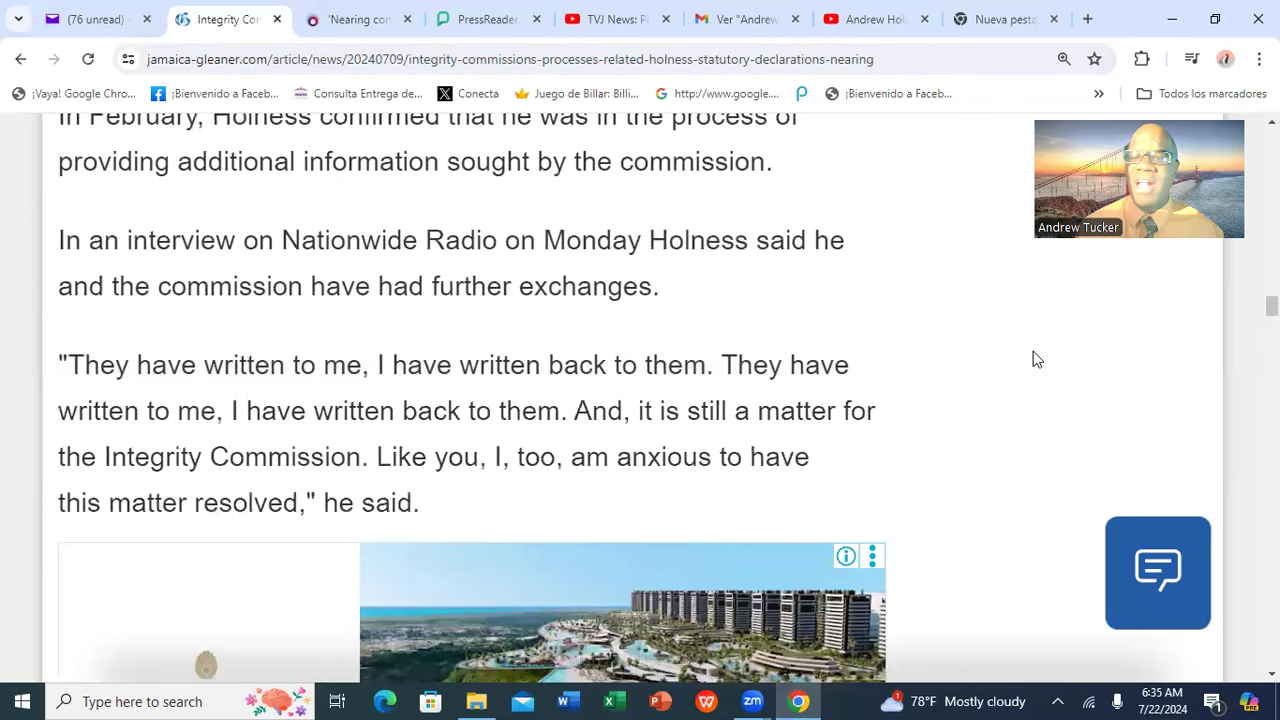 (76 unread)
Integrity Con
'Nearing con
PressReader.
TVJ News: P
Ver "Andrew
Andrew Hol
Nueva pesta
jamaica-gleaner.com/article/news/20240709/integrity-commissions-processes-related-holness-statutory-declarations-nearing
¡Vaya! Google Chro...
¡Bienvenido a Faceb...
Consulta Entrega de...
Conecta
Juego de Billar: Billi...
http://www.google....
¡Bienvenido a Faceb...
Todos los marcadores
In February, Holness confirmed that he was in the process of
providing additional information sought by the commission.
In an interview on Nationwide Radio on Monday Holness said he
and the commission have had further exchanges.
"They have written to me, I have written back to them. They have
written to me, I have written back to them. And, it is still a matter for
the Integrity Commission. Like you, I, too, am anxious to have
this matter resolved," he said.
Andrew Tucker
Type here to search
zm
78°F Mostly cloudy
6:35 AM
7/22/2024